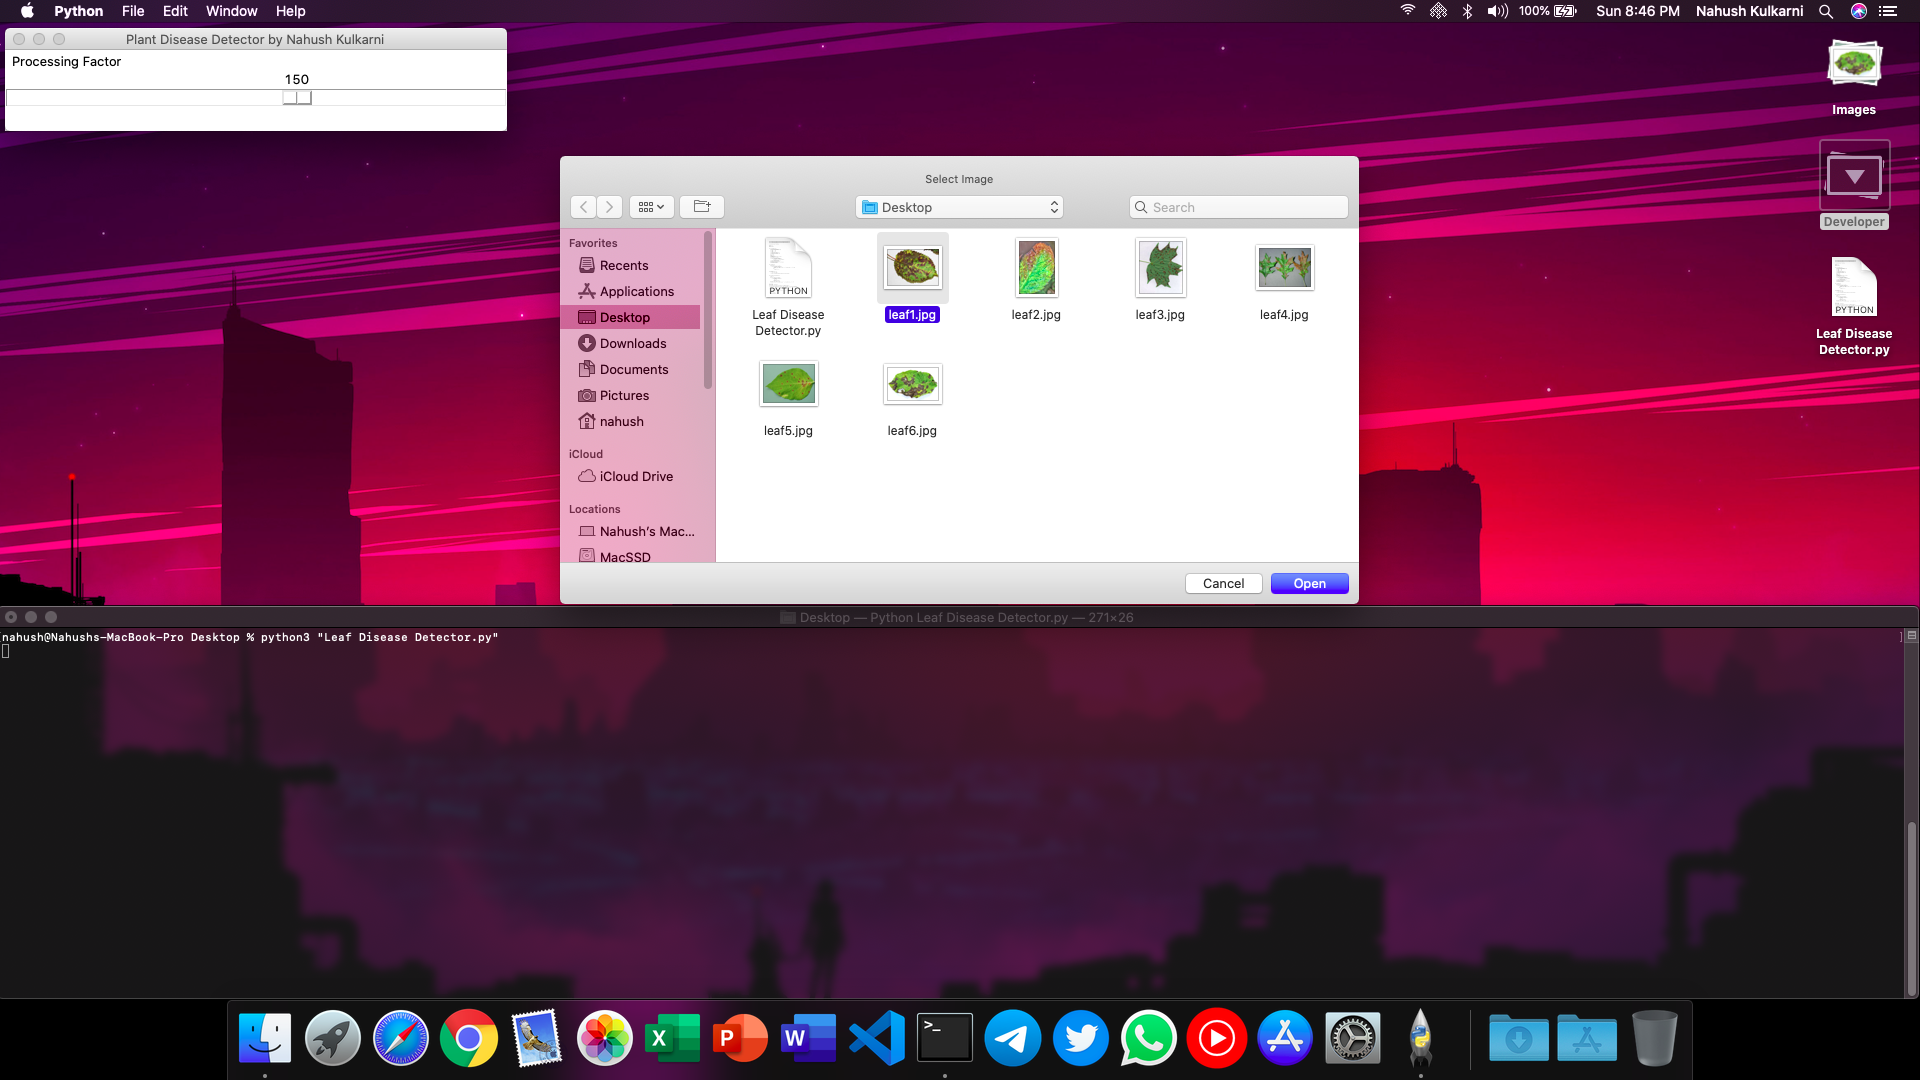 Python File Edit Window Help
100% Sun 8:46 PM Nahush Kulkarni
Plant Disease Detector by Nahush Kulkarni
Processing Factor
150
Images
Developer
PYTHON
Leaf Disease
Detector.py
Select Image
Desktop
Search
Favorites
Recents
Applications
Desktop
Downloads
Documents
Pictures
nahush
iCloud
iCloud Drive
Locations
Nahush's Mac...
MacSSD
PYTHON
Leaf Disease
Detector.py
leaf1.jpg
leaf2.jpg
leaf3.jpg
leaf4.jpg
leaf5.jpg
leaf6.jpg
Cancel
Open
Desktop — Python Leaf Disease Detector.py — 271×26
nahush@Nahushs-MacBook-Pro Desktop % python3 "Leaf Disease Detector.py"
X
P
W
>_